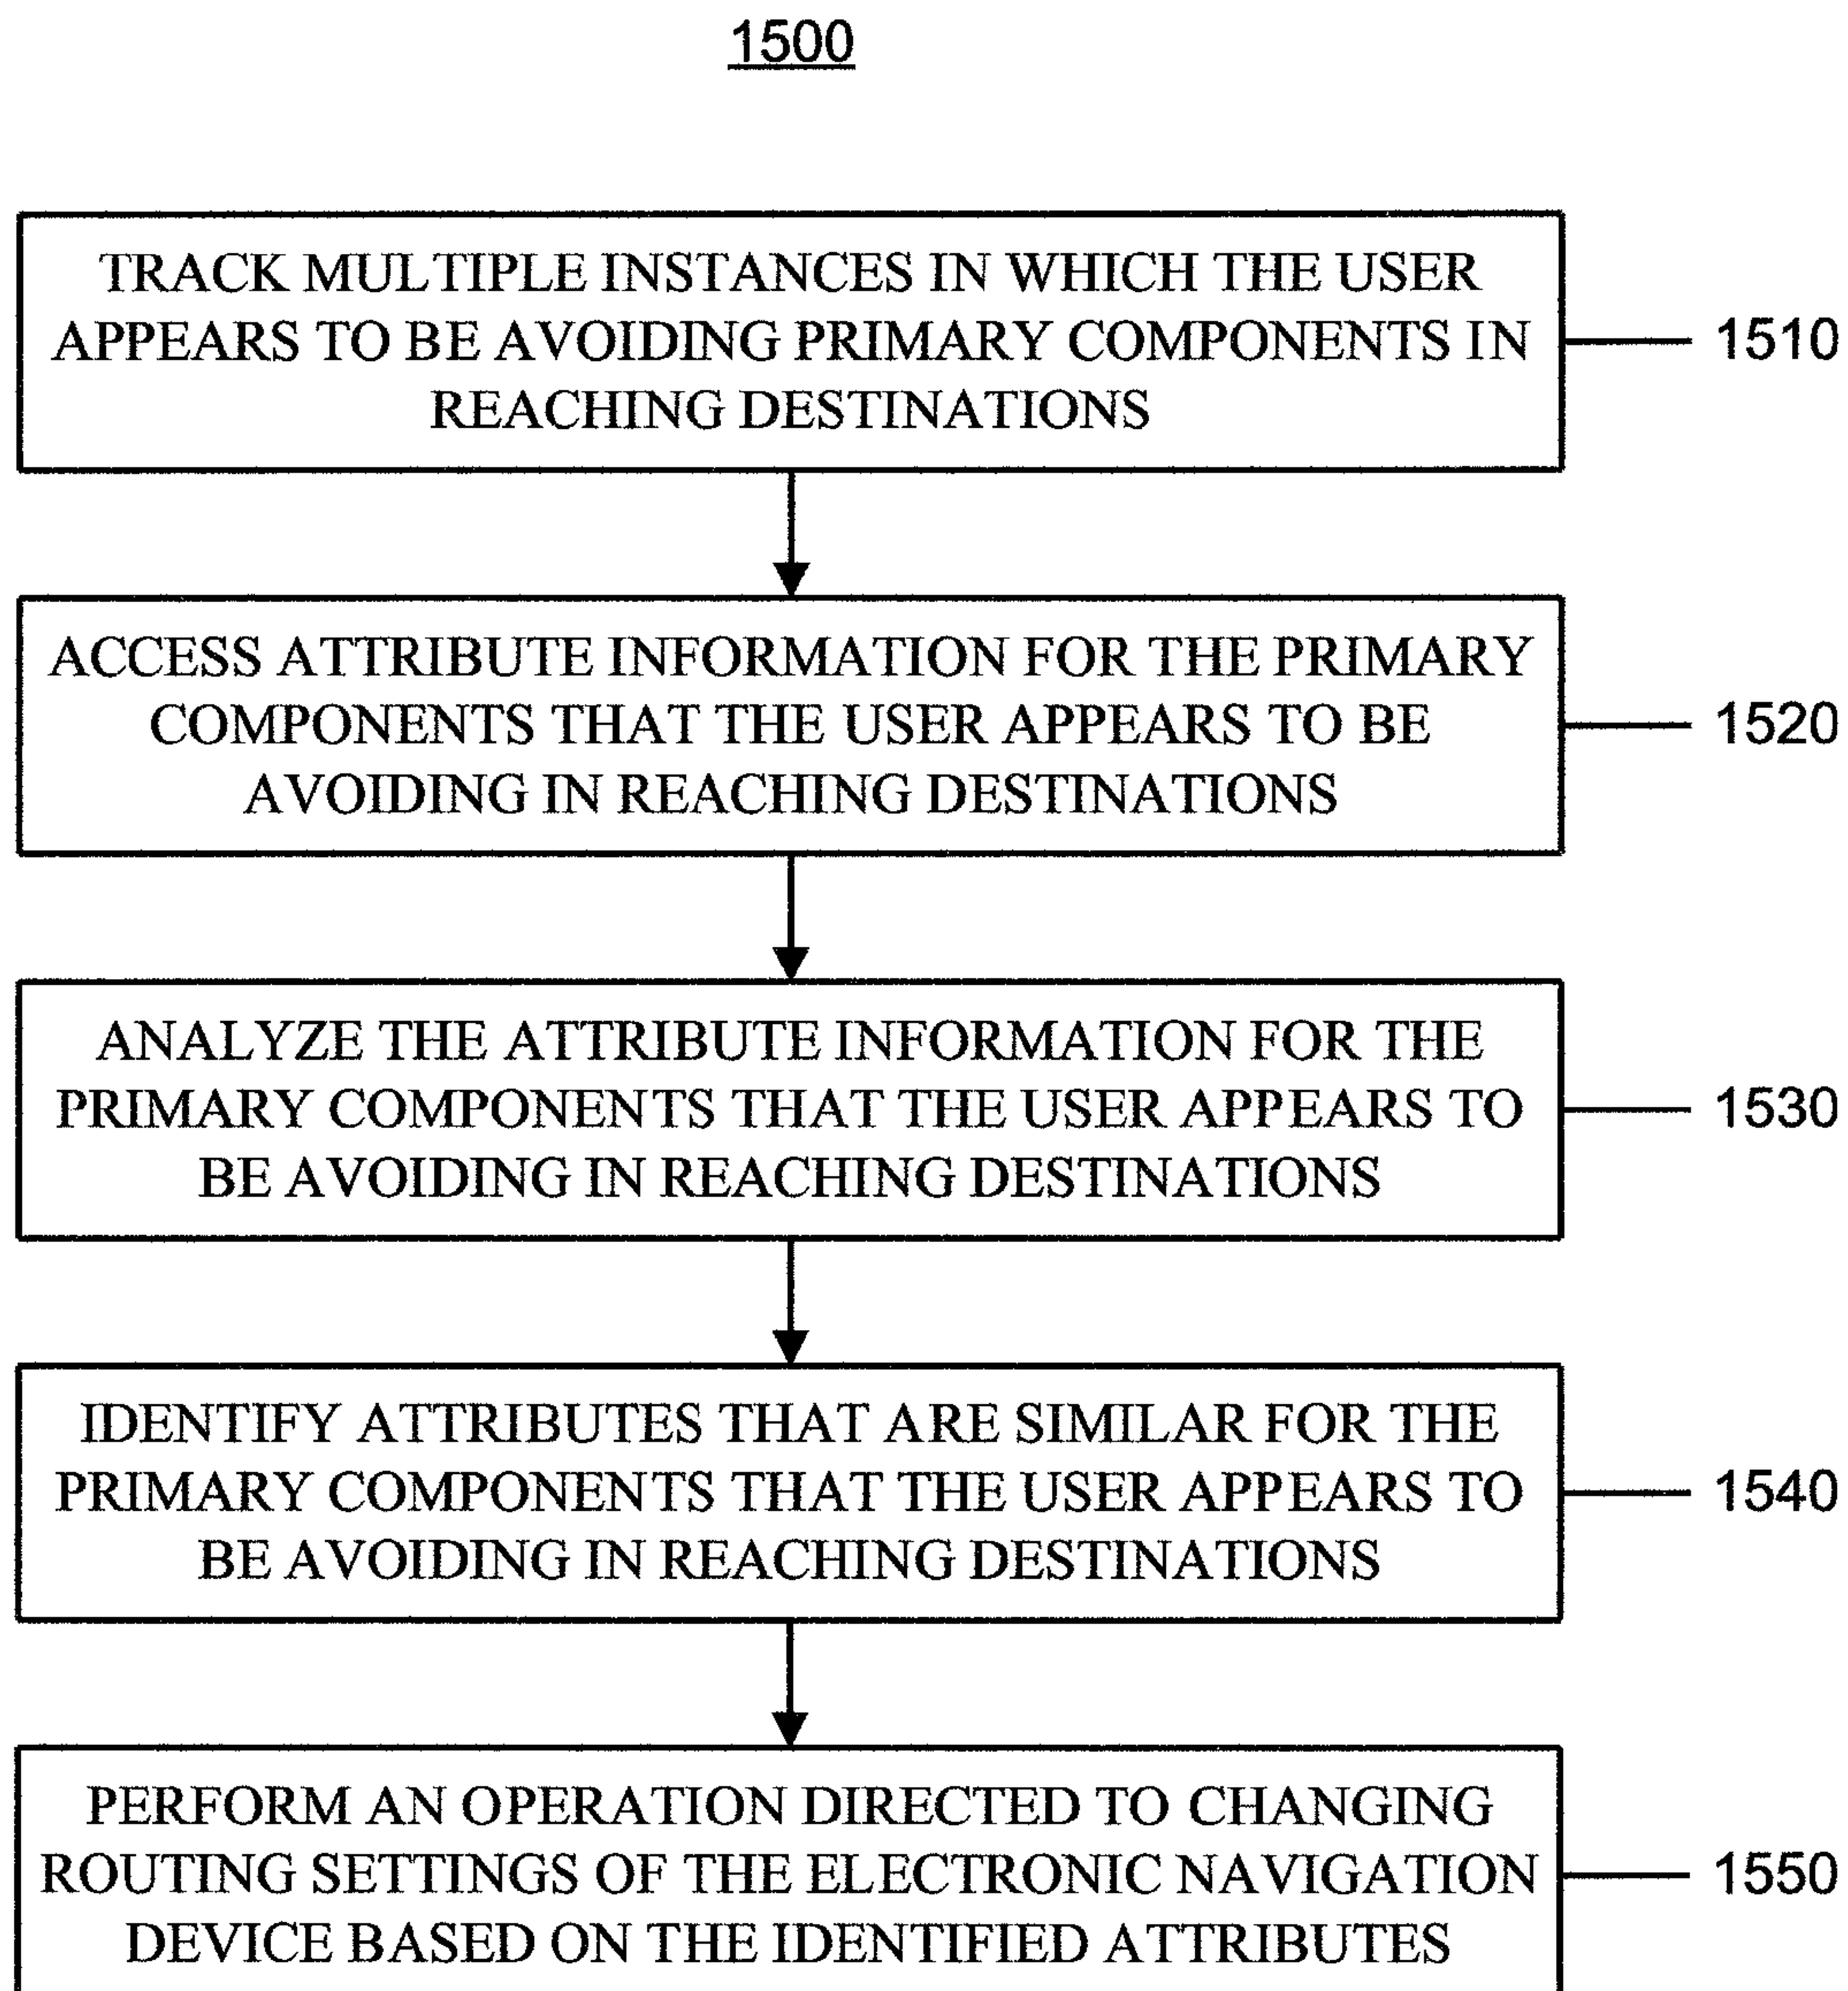 1500
TRACK MULTIPLE INSTANCES IN WHICH THE USER
APPEARS TO BE AVOIDING PRIMARY COMPONENTS IN
REACHING DESTINATIONS
1510
ACCESS ATTRIBUTE INFORMATION FOR THE PRIMARY
COMPONENTS THAT THE USER APPEARS TO BE
AVOIDING IN REACHING DESTINATIONS
1520
ANALYZE THE ATTRIBUTE INFORMATION FOR THE
PRIMARY COMPONENTS THAT THE USER APPEARS TO
BE AVOIDING IN REACHING DESTINATIONS
1530
IDENTIFY ATTRIBUTES THAT ARE SIMILAR FOR THE
PRIMARY COMPONENTS THAT THE USER APPEARS TO
BE AVOIDING IN REACHING DESTINATIONS
1540
PERFORM AN OPERATION DIRECTED TO CHANGING
ROUTING SETTINGS OF THE ELECTRONIC NAVIGATION
DEVICE BASED ON THE IDENTIFIED ATTRIBUTES
1550